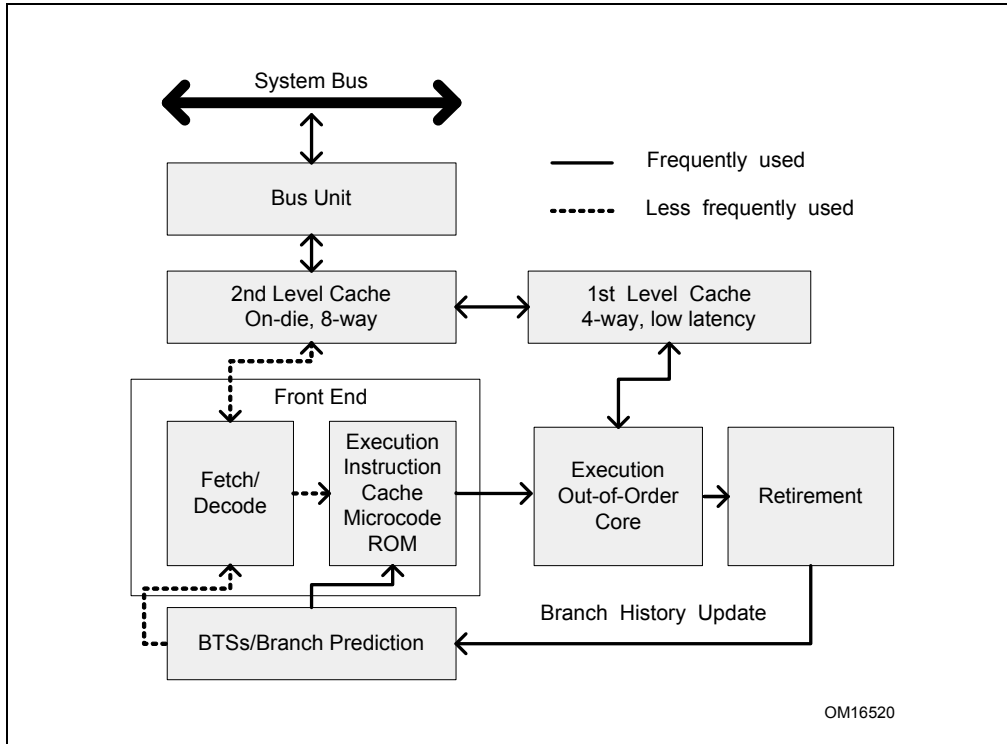 System Bus
Frequently used
Less frequently used
Bus Unit
2nd Level Cache
On-die, 8-way
1st Level Cache
4-way, low latency
Front End
Fetch/
Decode
Execution
Instruction
Cache
Microcode
ROM
Execution
Out-of-Order
Core
Retirement
Branch History Update
BTSs/Branch Prediction
OM16520